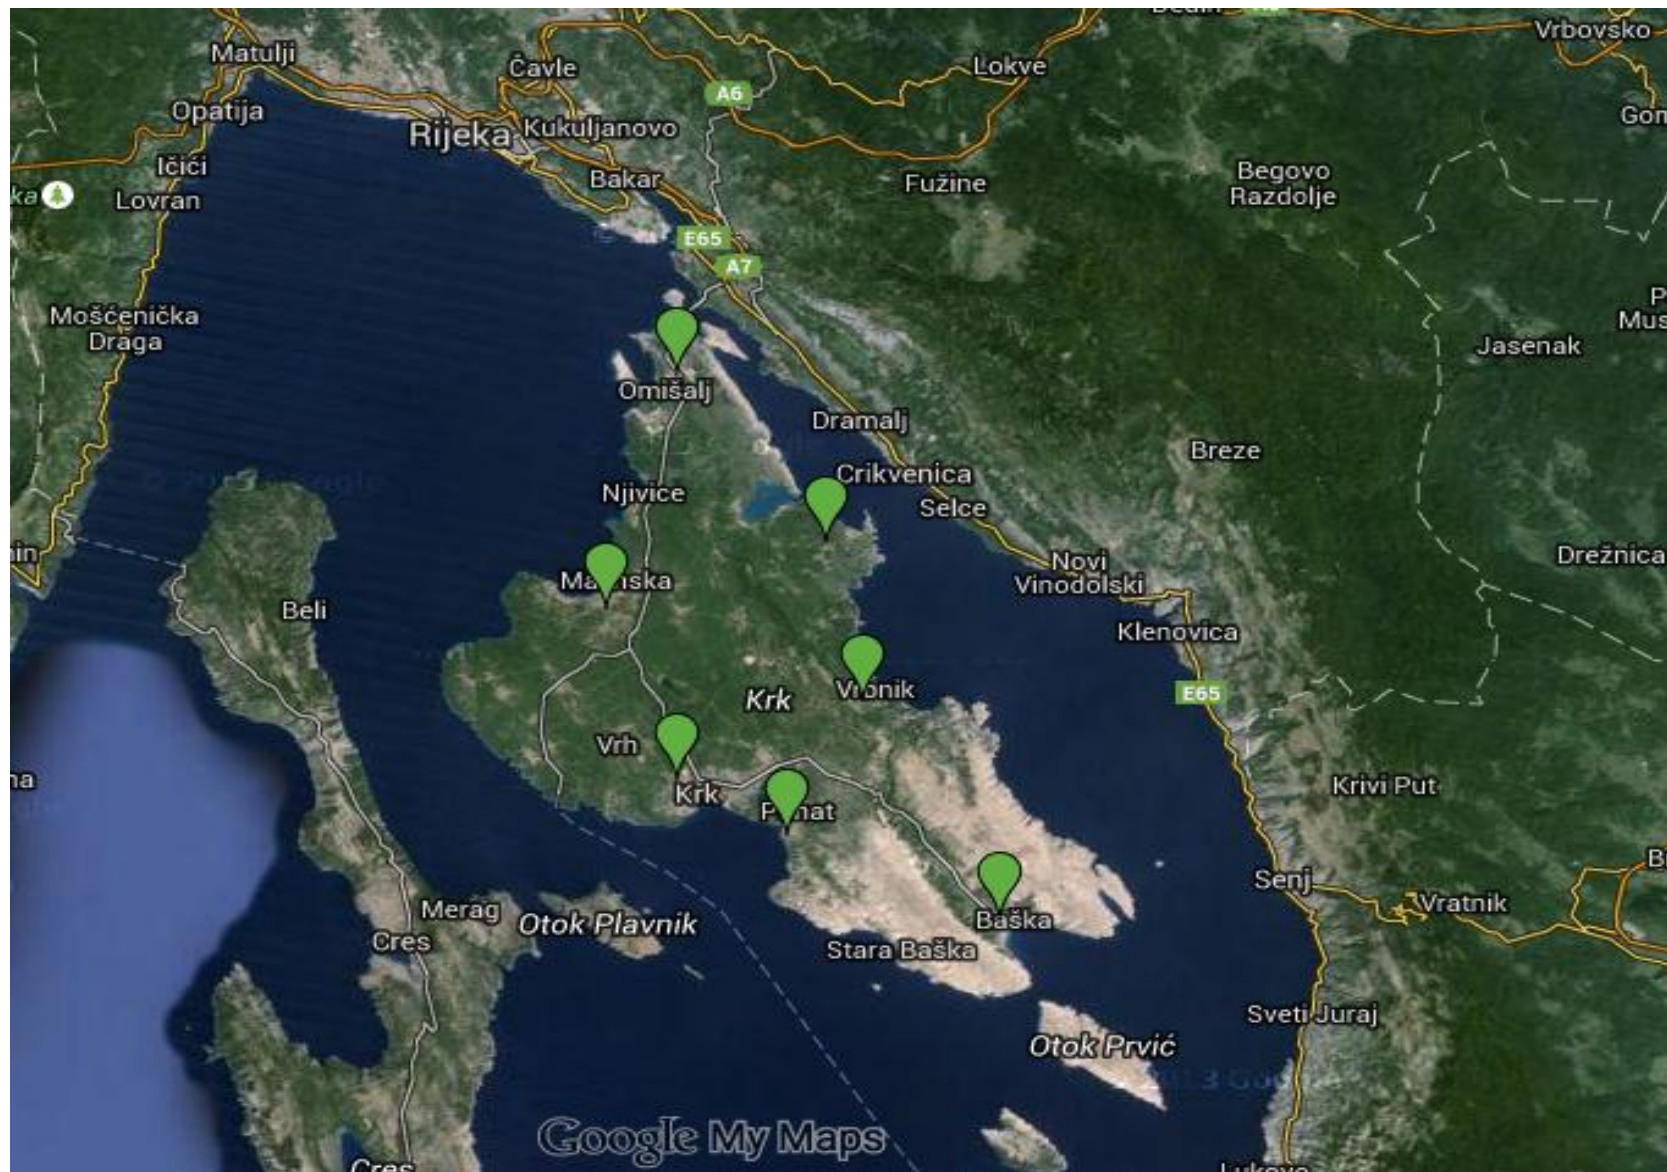 Vrbovsko
Matulji
Čavle
Lokve
A6
Opatija
Rijeka
Kukuljanovo
Ičići
Bakar
Fužine
Begovo
Razdolje
Lovran
E65
A7
Mošćenička
Draga
Jasenak
Omišalj
Dramalj
Breze
Crikvenica
Njivice
Selce
Novi
Vinodolski
Drežnica
Beli
Klenovica
E65
Krk
Vrh
Krk
Krivi Put
Senj
Vratnik
Merag
Otok Plavnik
Cres
Baška
Stara Baška
Sveti Juraj
Otok Prvić
Google My Maps
Cres